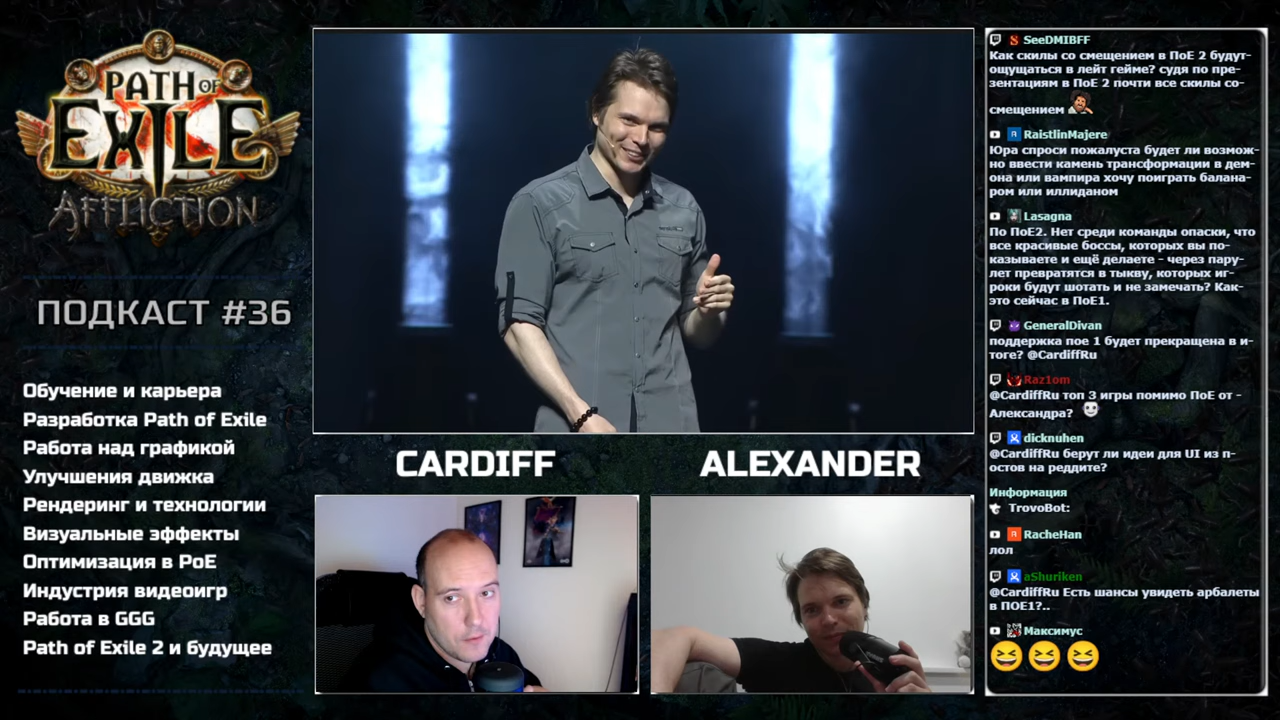 PATH OF
EXILE
AFFLICTION
ПОДКАСТ #36
Обучение и карьера
Разработка Path of Exile
Работа над графикой
Улучшения движка
Рендеринг и технологии
Визуальные эффекты
Оптимизация в PoE
Индустрия видеоигр
Работа в GGG
Path of Exile 2 и будущее
CARDIFF
ALEXANDER
SeeDMIBFF
Как скилы со смещением в ПоЕ 2 будут-
ощущаться в лейт гейме? судя по пре-
зентациям в ПоЕ 2 почти все скилы со-
смещением
RaistlinMajere
Юра спроси пожалуста будет ли возмож-
но ввести камень трансформации в дем-
она или вампира хочу поиграть балана-
ром или иллиданом
Lasagna
По ПоЕ2. Нет среди команды опаски, что
все красивые боссы, которых вы по-
казываете и ещё делаете - через пару-
лет превратятся в тыкву, которых иг-
роки будут шотать и не замечать? Как-
это сейчас в ПоЕ1.
GeneralDivan
поддержка пое 1 будет прекращена в и-
тоге? @CardiffRu
Raz1om
@CardiffRu топ 3 игры помимо ПоЕ от -
Александра?
dicknuhen
@CardiffRu берут ли идеи для UI из п-
остов на реддите?
Информация
TrovoBot:
RacheHan
лол
aShuriken
@CardiffRu Есть шансы увидеть арбалеты
в ПОЕ1?..
Максимус